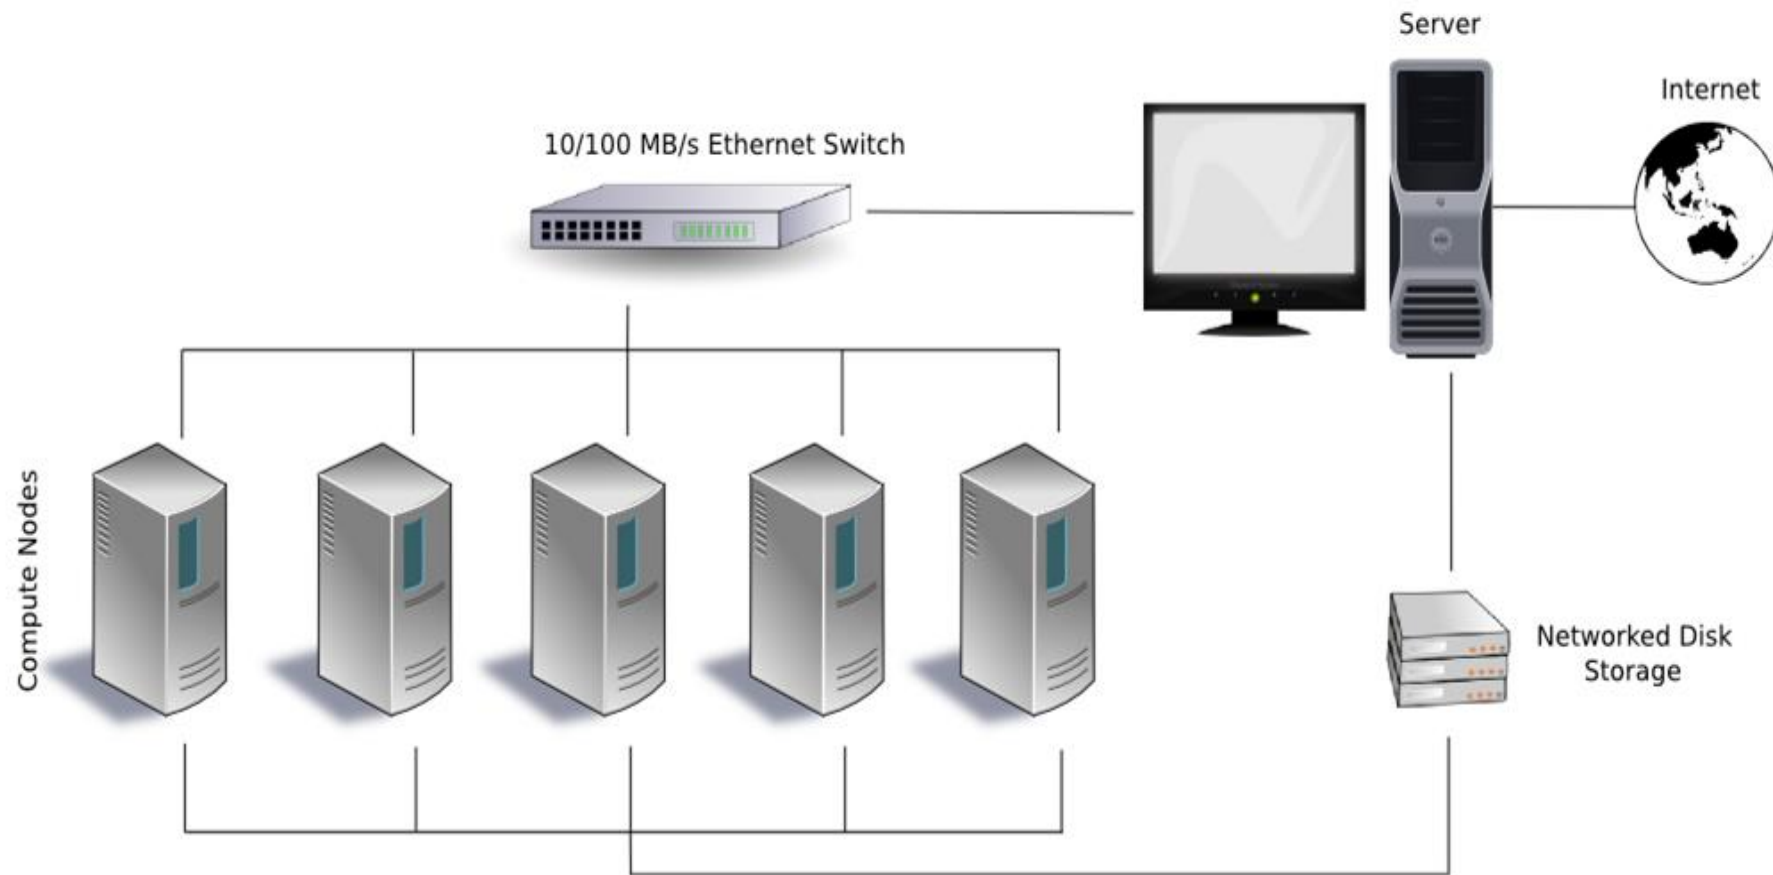 Server
Internet
10/100 MB/s Ethernet Switch
Compute Nodes
Networked Disk
Storage